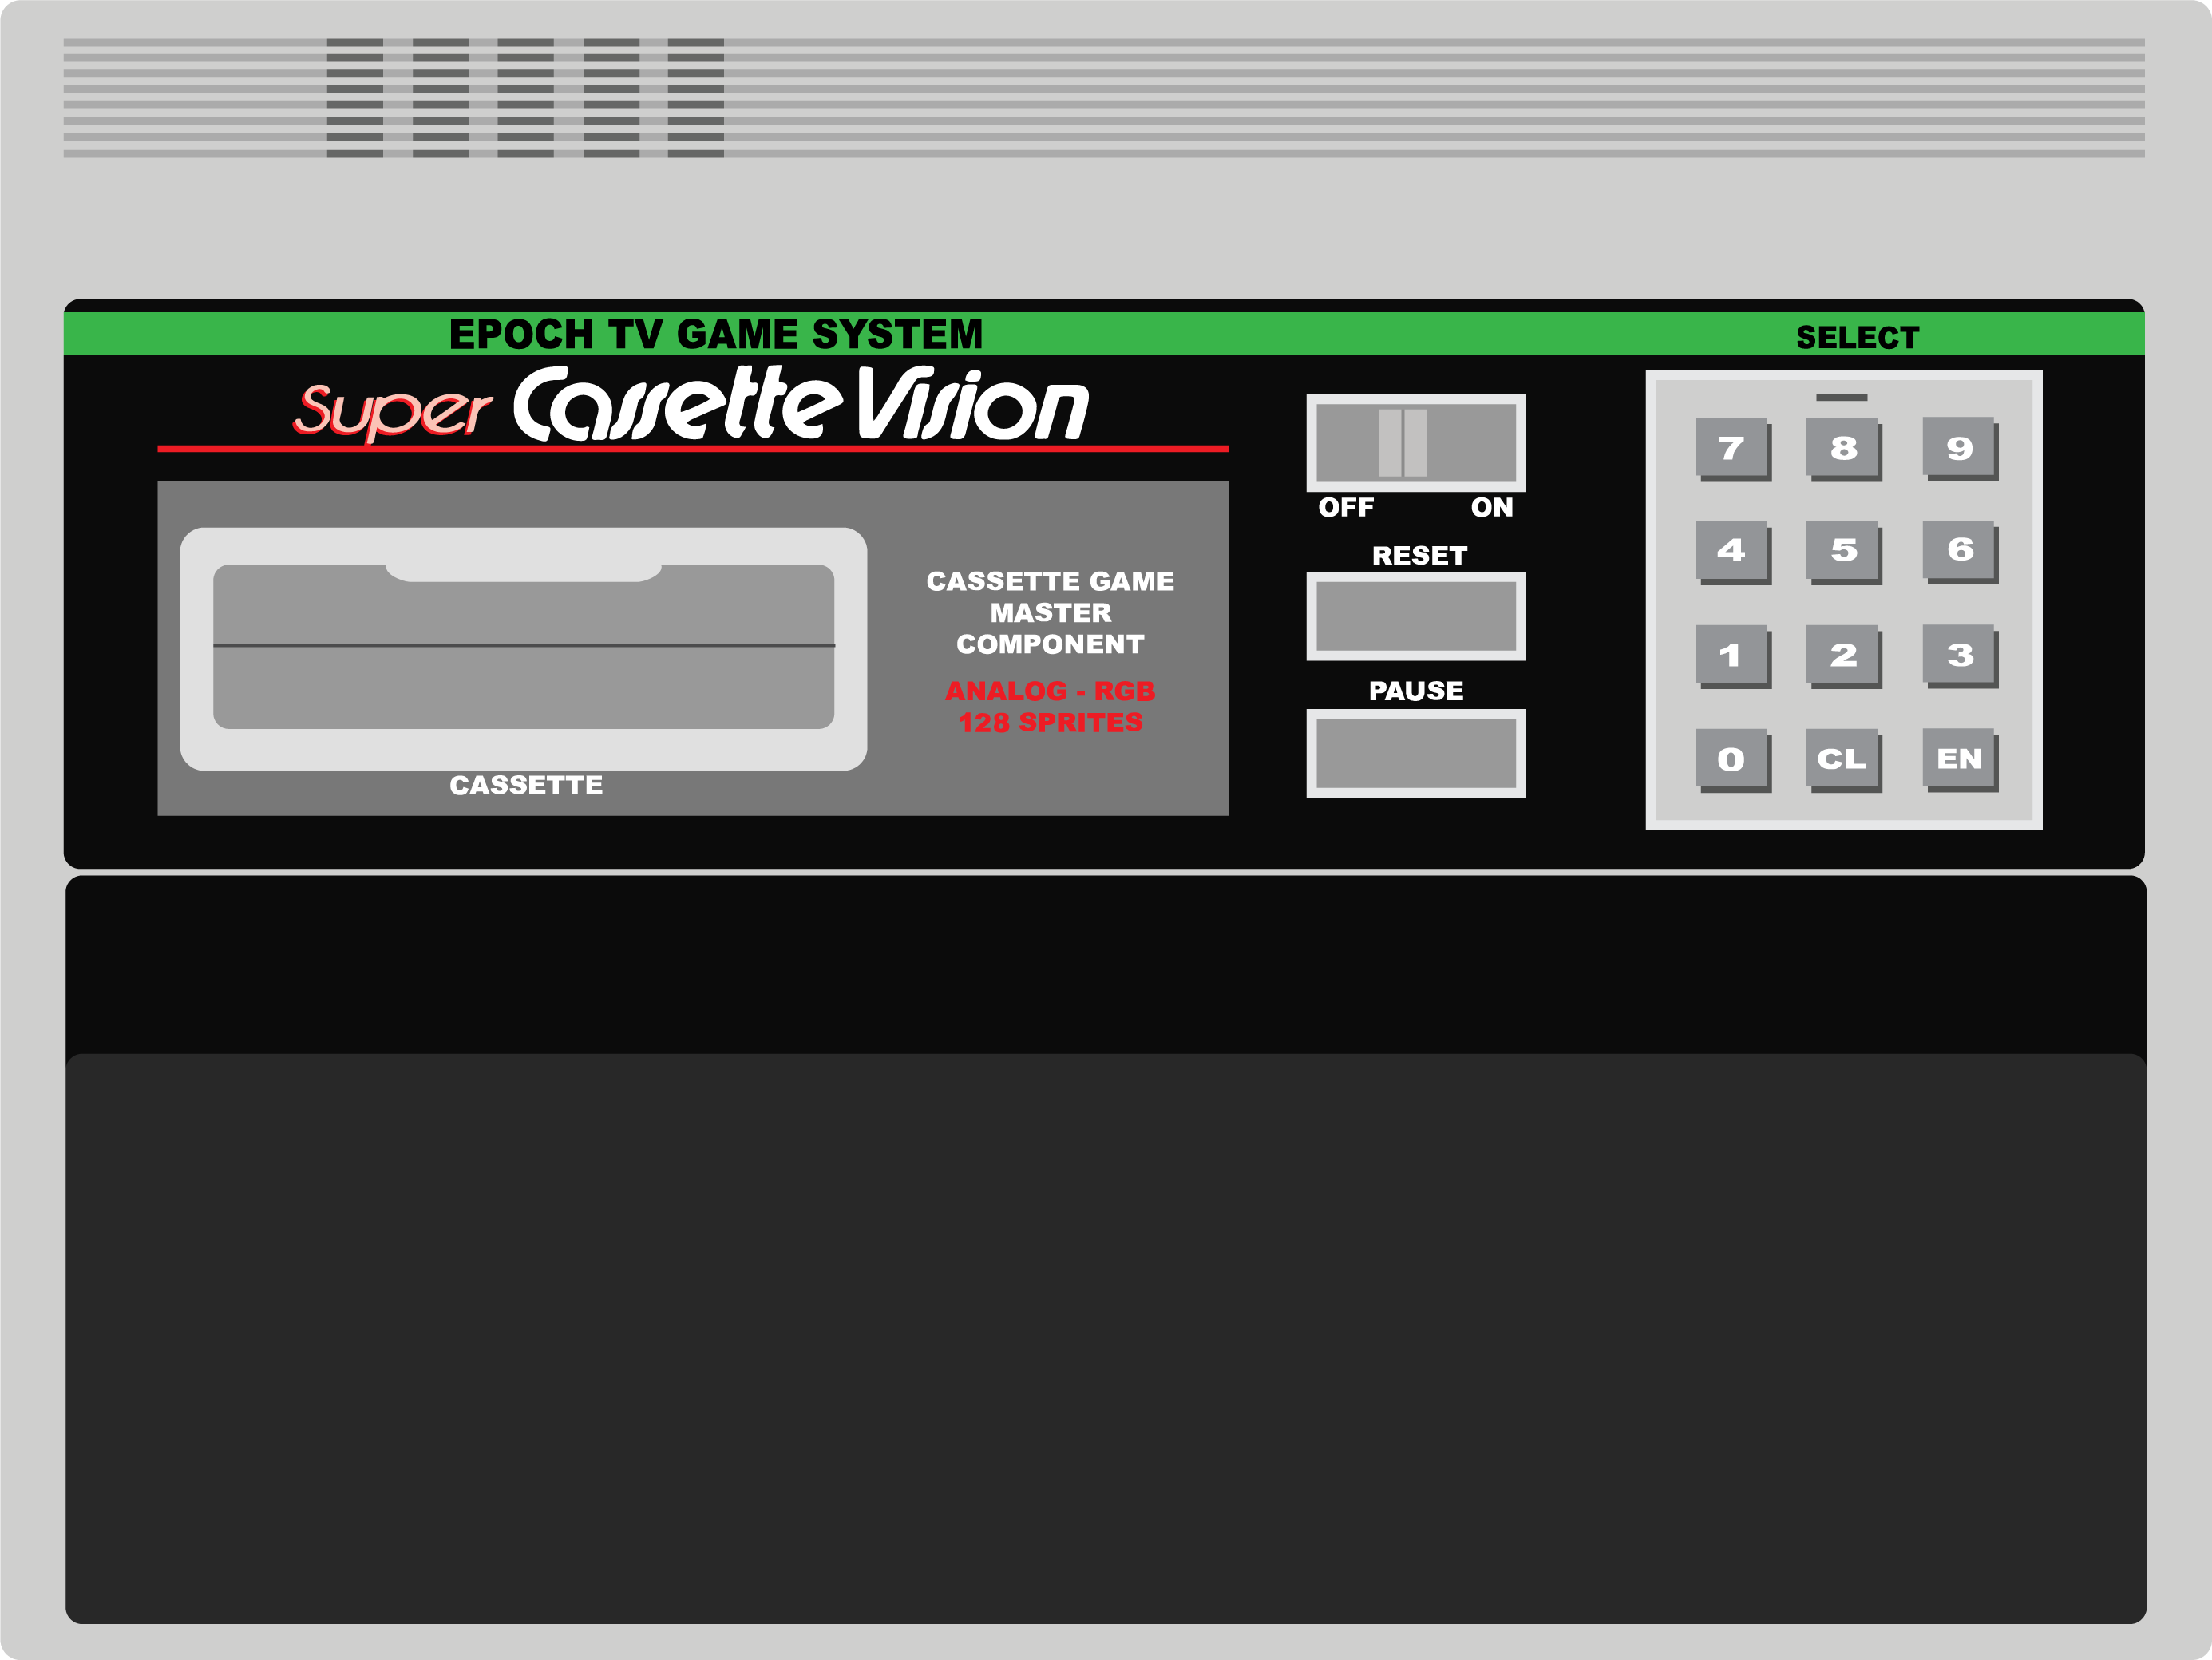 EPOCH TV GAME SYSTEM
SELECT
Super Cassette Vision
OFF ON
RESET
PAUSE
CASSETTE GAME
MASTER
COMPONENT
ANALOG - RGB
128 SPRITES
CASSETTE
7 8 9
4 5 6
1 2 3
0 CL EN